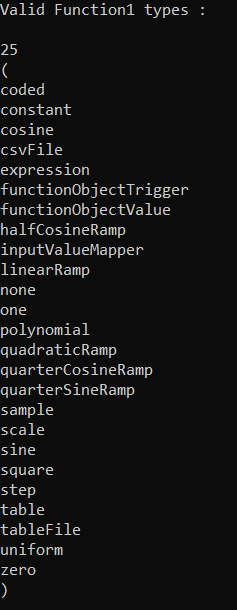 Valid Function1 types :
25
(
coded
constant
cosine
csvFile
expression
functionObjectTrigger
functionObjectValue
halfCosineRamp
inputValueMapper
linearRamp
none
one
polynomial
quadraticRamp
quarterCosineRamp
quarterSineRamp
sample
scale
sine
square
step
table
tableFile
uniform
zero
)